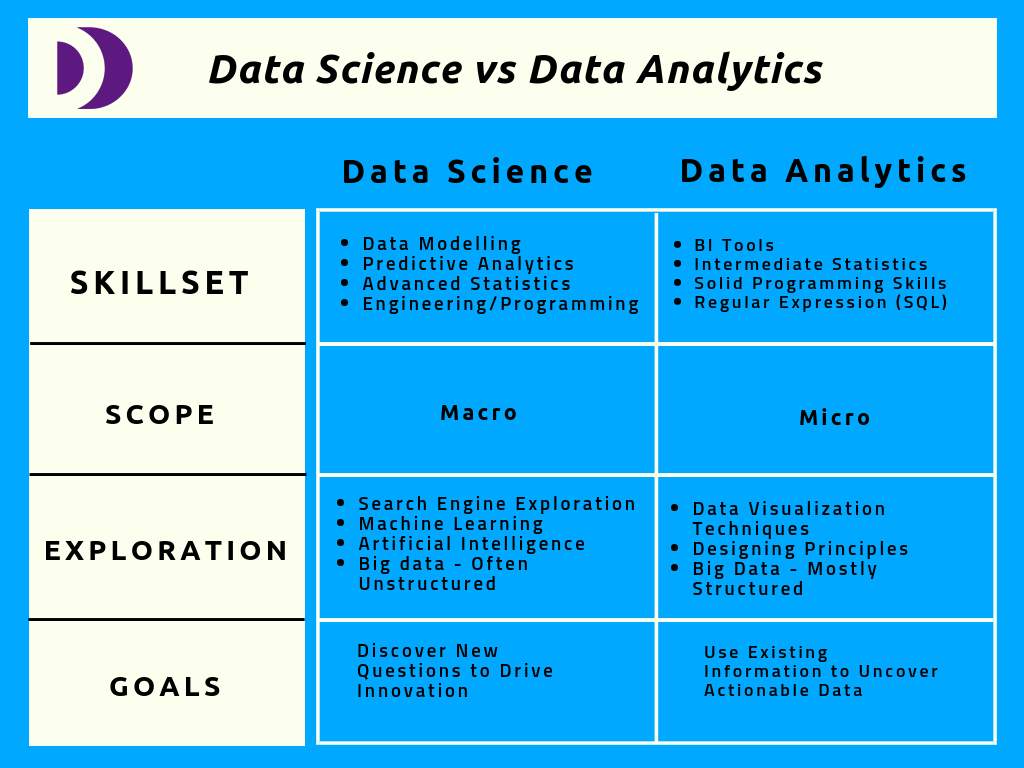 Data Science vs Data Analytics
Data Science
Data Analytics
SKILLSET
• Data Modelling
• Predictive Analytics
• Advanced Statistics
• Engineering/Programming
• BI Tools
• Intermediate Statistics
• Solid Programming Skills
• Regular Expression (SQL)
SCOPE
Macro
Micro
EXPLORATION
• Search Engine Exploration
• Machine Learning
• Artificial Intelligence
• Big data - Often
Unstructured
• Data Visualization
Techniques
• Designing Principles
• Big Data - Mostly
Structured
GOALS
Discover New
Questions to Drive
Innovation
Use Existing
Information to Uncover
Actionable Data